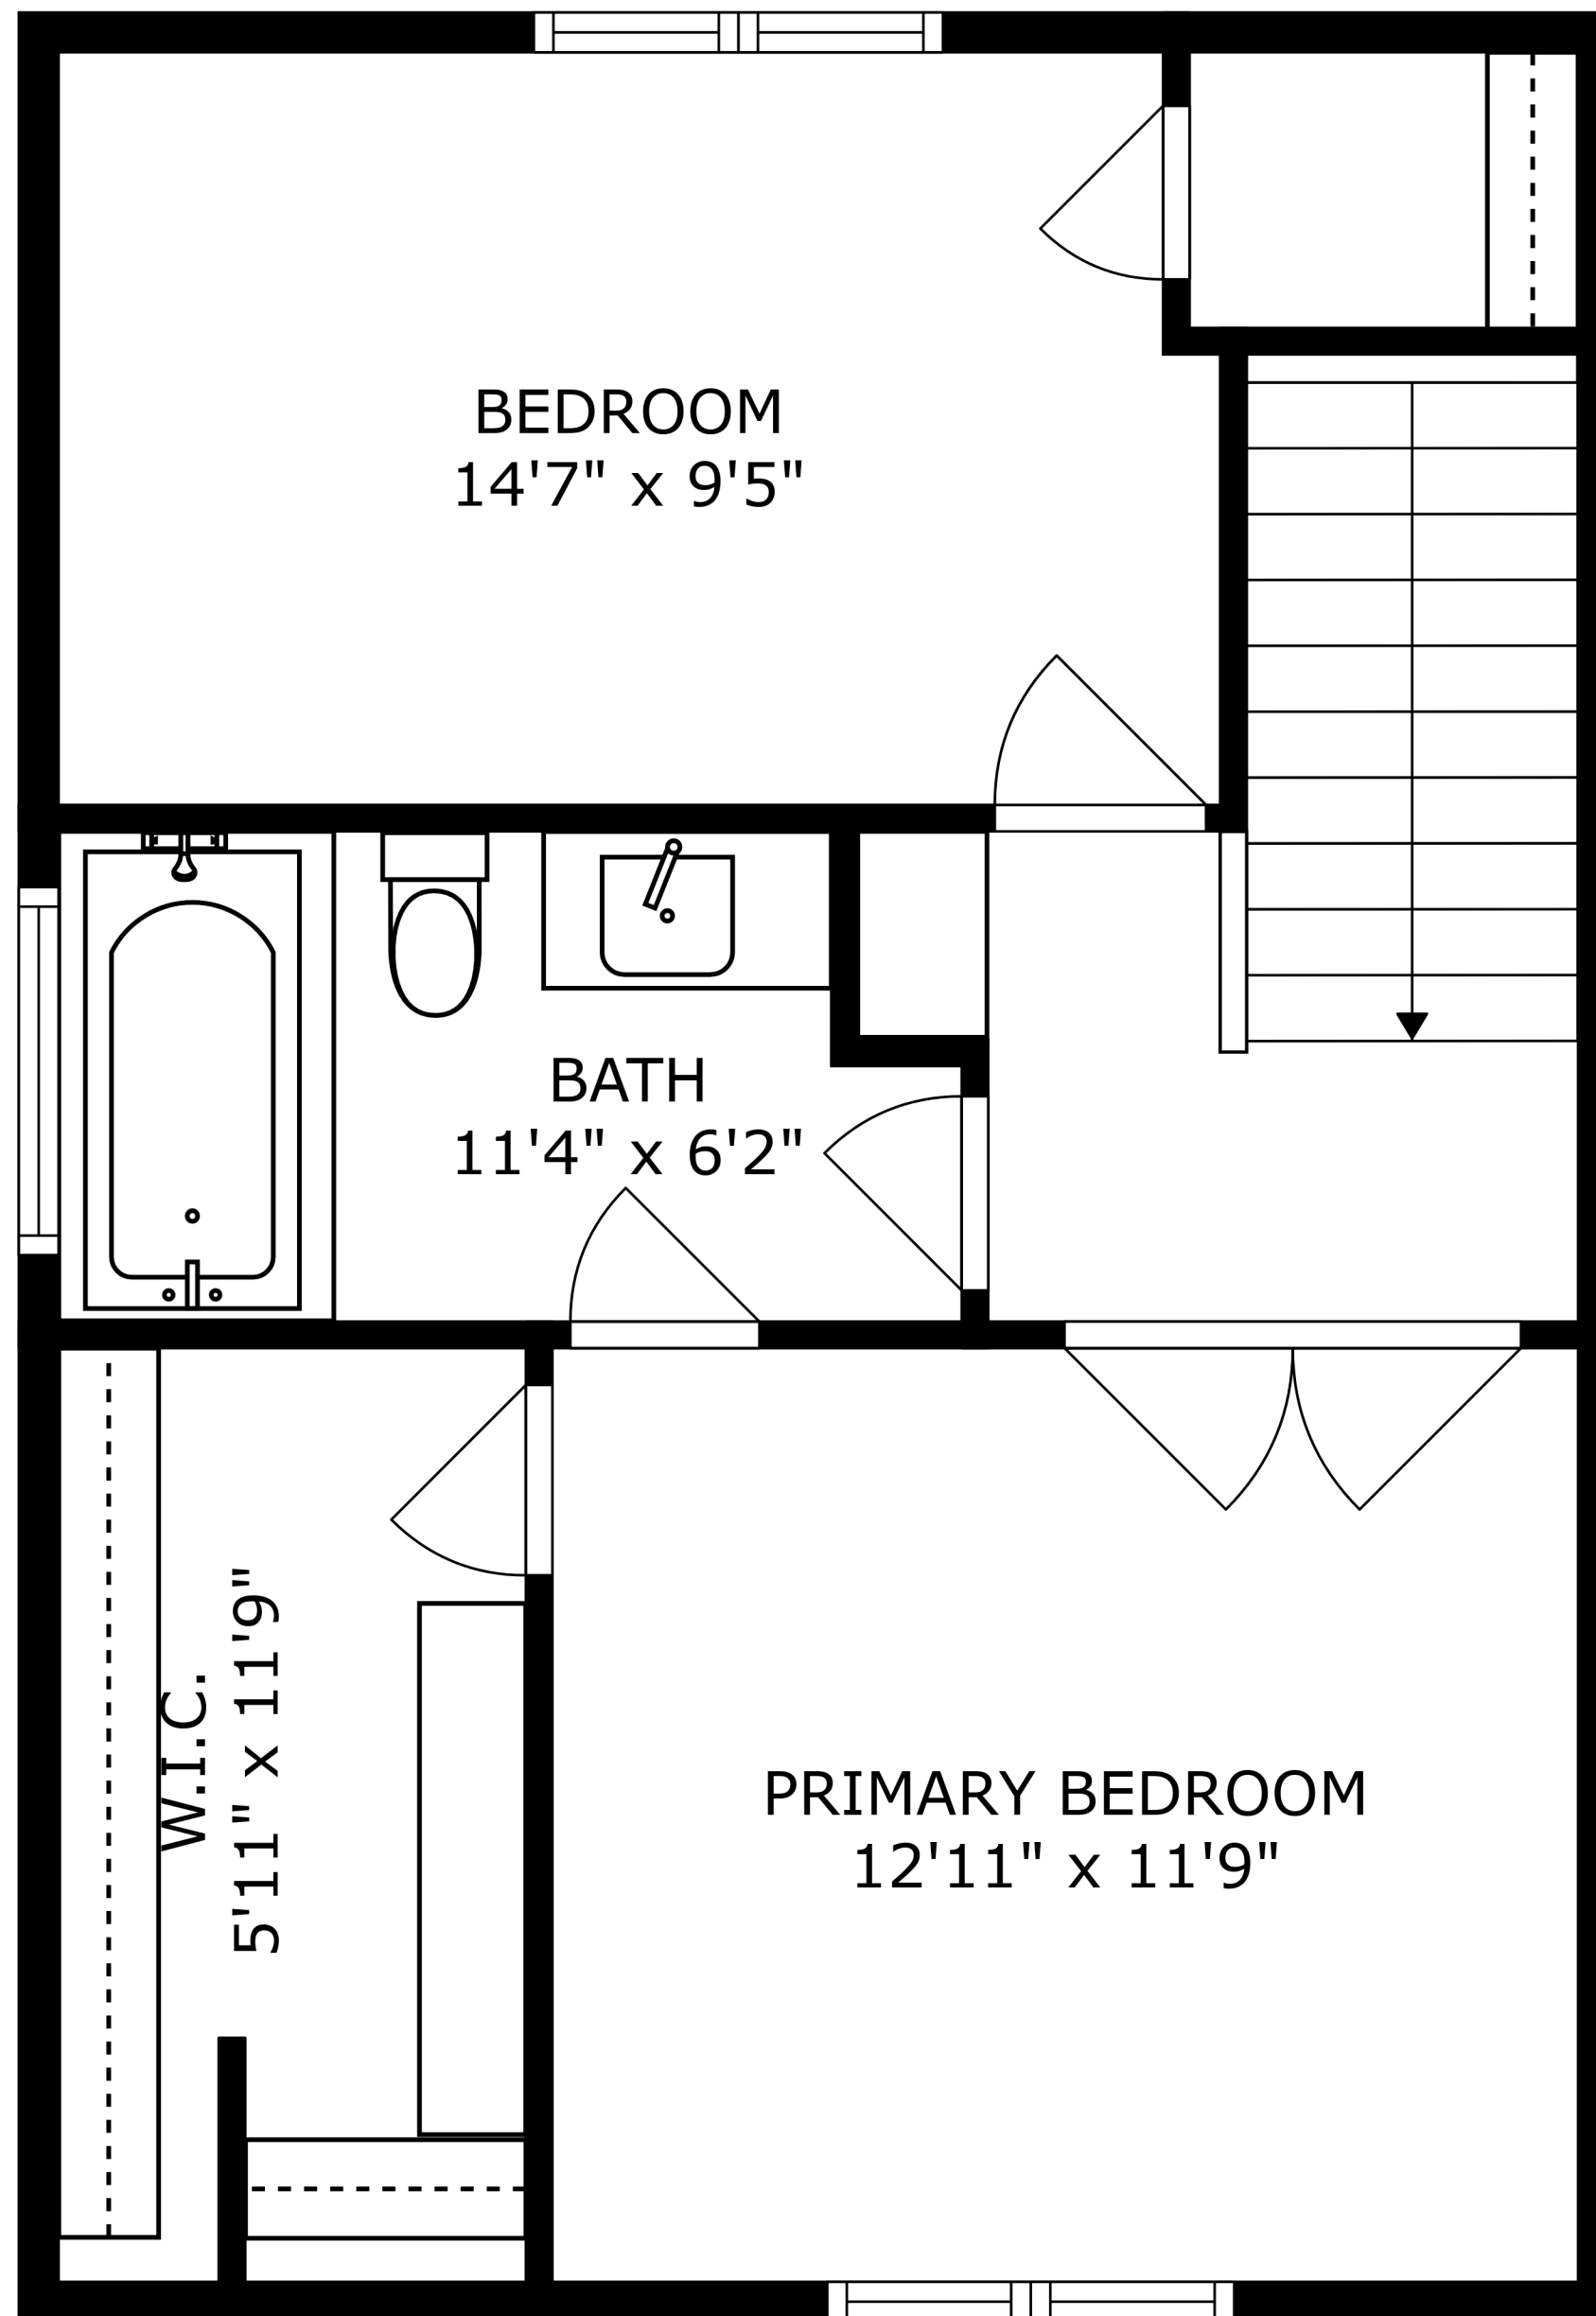 BEDROOM
14'7" x 9'5"
BATH
11'4" x 6'2"
W.I.C.
5'11" x 11'9"
PRIMARY BEDROOM
12'11" x 11'9"